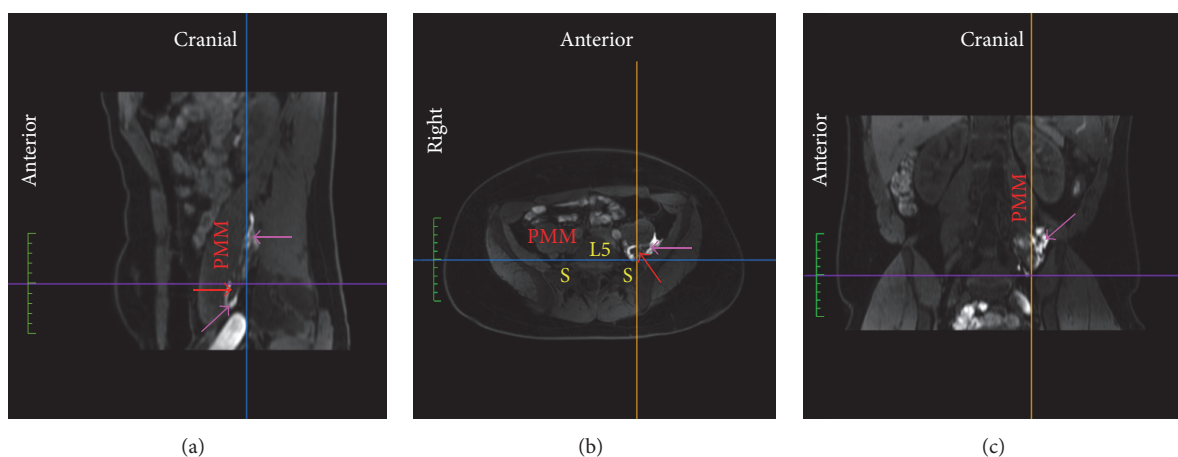 Cranial
Anterior
PMM
(a)
Anterior
Right
PMM
L5
S S
(b)
Cranial
Anterior
PMM
(c)